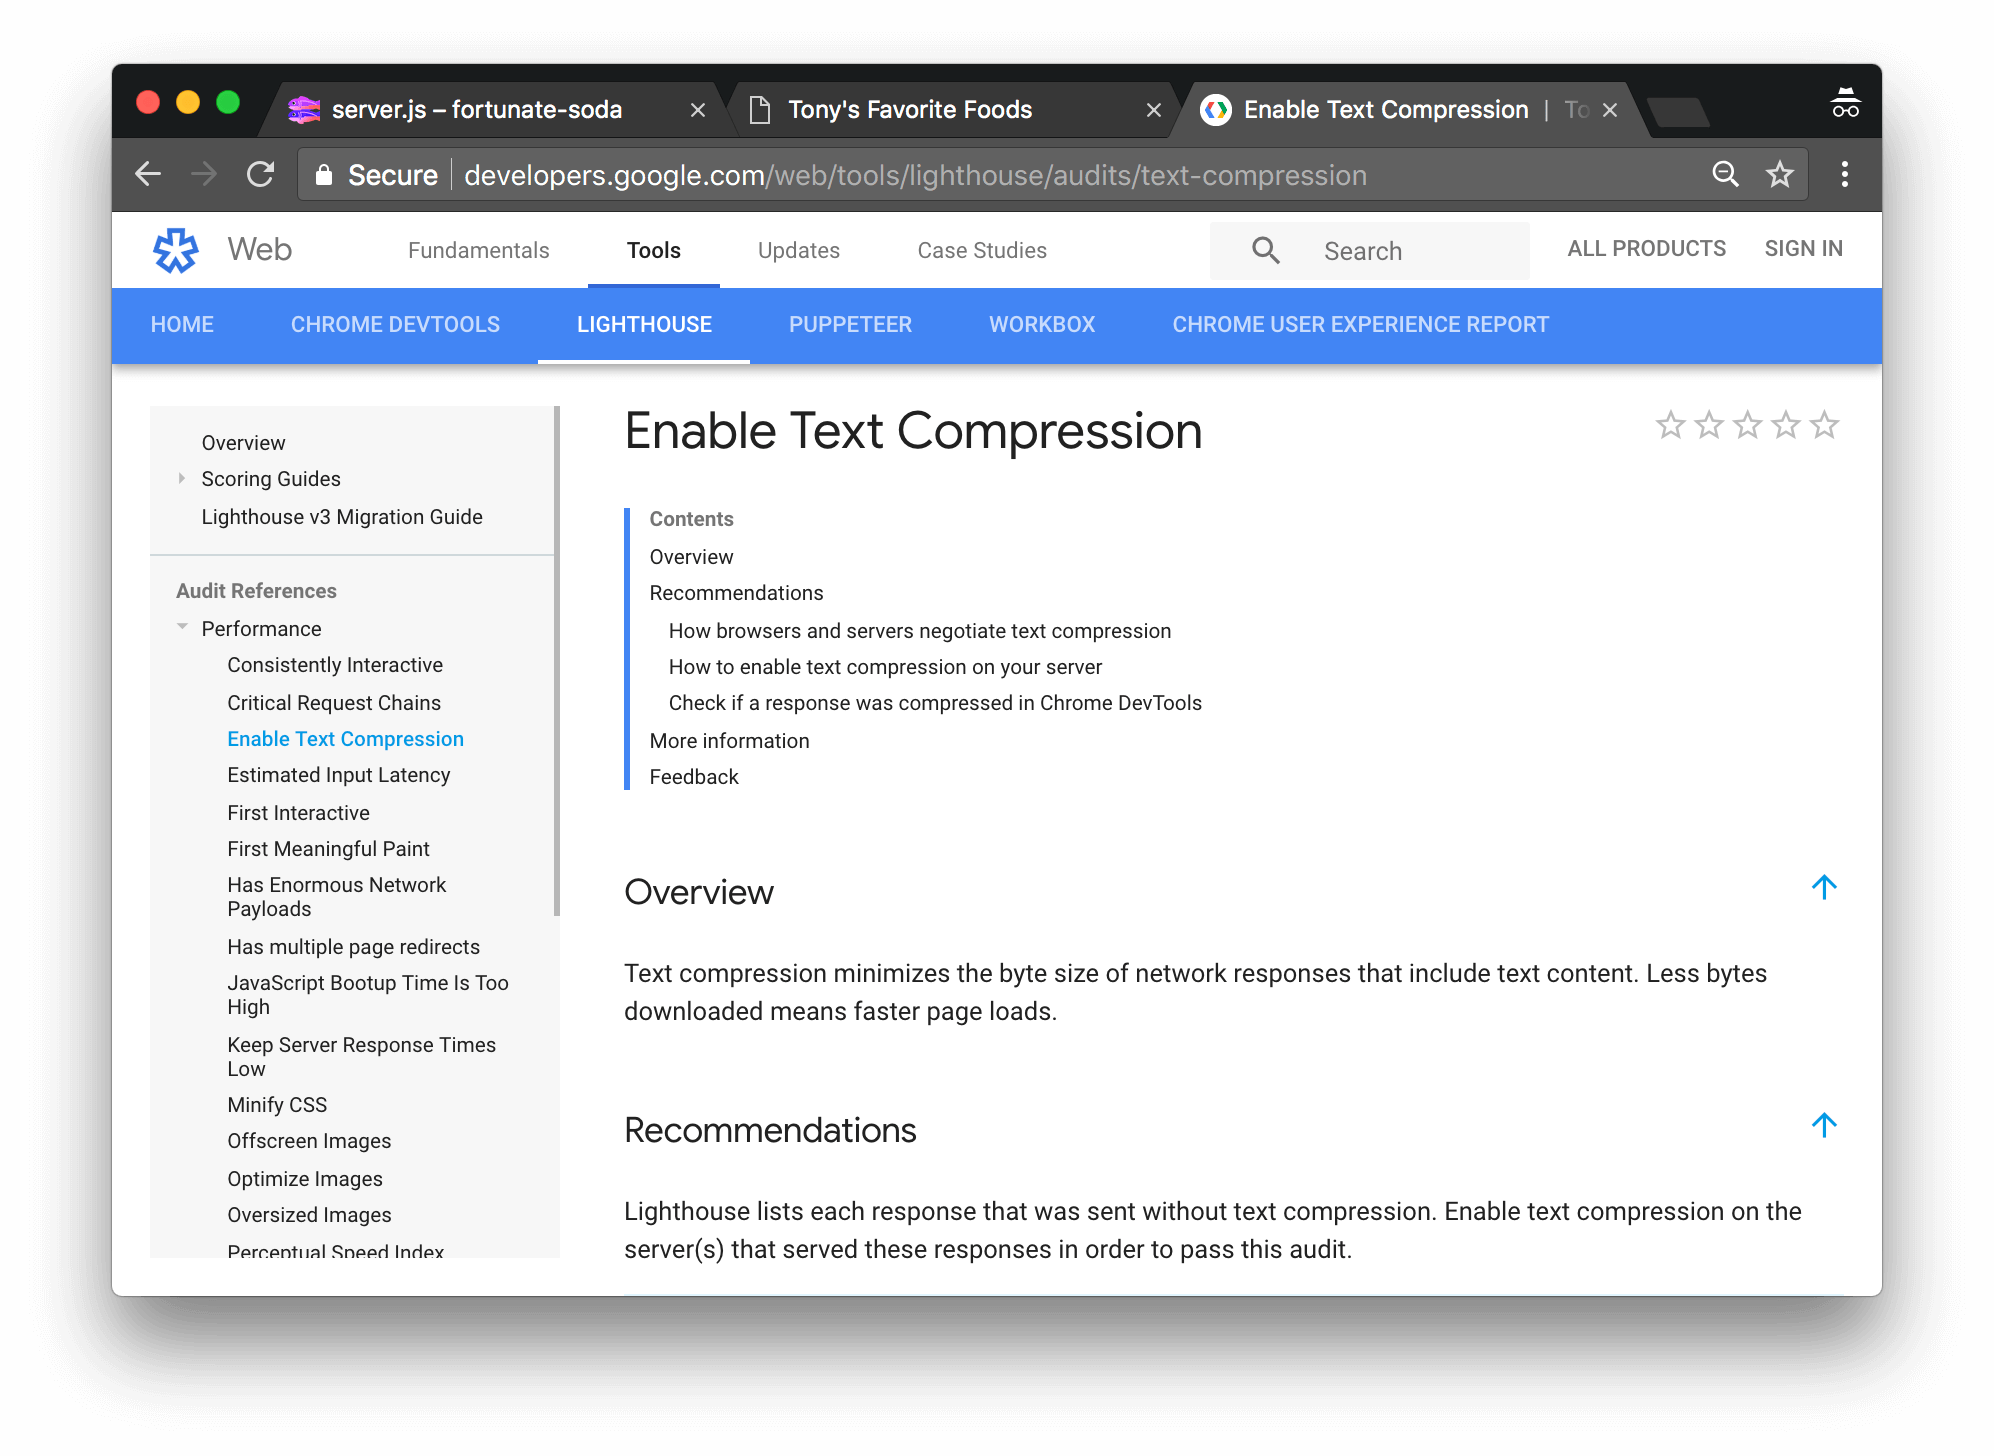 server.js – fortunate-soda
Tony's Favorite Foods
Enable Text Compression | To
Secure developers.google.com/web/tools/lighthouse/audits/text-compression
Web Fundamentals Tools Updates Case Studies Search ALL PRODUCTS SIGN IN
HOME CHROME DEVTOOLS LIGHTHOUSE PUPPETEER WORKBOX CHROME USER EXPERIENCE REPORT
Overview
Scoring Guides
Lighthouse v3 Migration Guide
Audit References
Performance
Consistently Interactive
Critical Request Chains
Enable Text Compression
Estimated Input Latency
First Interactive
First Meaningful Paint
Has Enormous Network
Payloads
Has multiple page redirects
JavaScript Bootup Time Is Too
High
Keep Server Response Times
Low
Minify CSS
Offscreen Images
Optimize Images
Oversized Images
Perceptual Speed Index
Enable Text Compression
Contents
Overview
Recommendations
How browsers and servers negotiate text compression
How to enable text compression on your server
Check if a response was compressed in Chrome DevTools
More information
Feedback
Overview
Text compression minimizes the byte size of network responses that include text content. Less bytes
downloaded means faster page loads.
Recommendations
Lighthouse lists each response that was sent without text compression. Enable text compression on the
server(s) that served these responses in order to pass this audit.